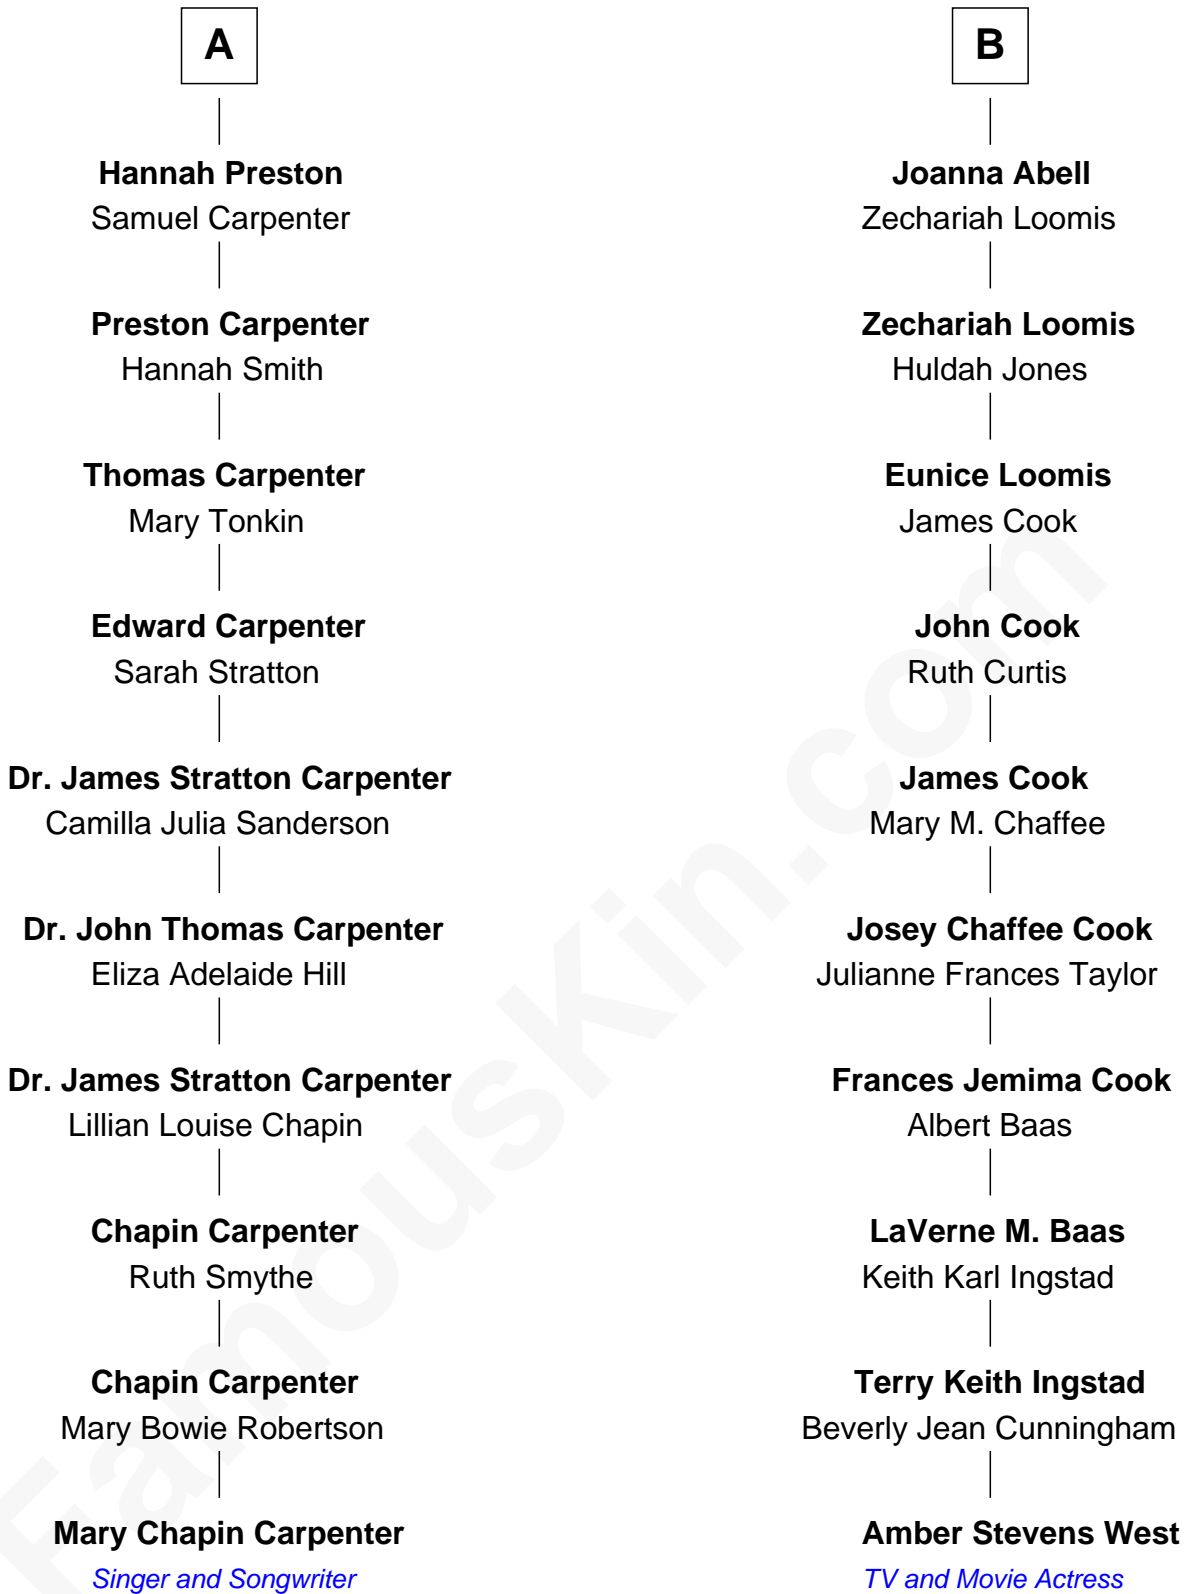 A
Hannah Preston
Samuel Carpenter
Preston Carpenter
Hannah Smith
Thomas Carpenter
Mary Tonkin
Edward Carpenter
Sarah Stratton
Dr. James Stratton Carpenter
Camilla Julia Sanderson
Dr. John Thomas Carpenter
Eliza Adelaide Hill
Dr. James Stratton Carpenter
Lillian Louise Chapin
Chapin Carpenter
Ruth Smythe
Chapin Carpenter
Mary Bowie Robertson
Mary Chapin Carpenter
Singer and Songwriter
B
Joanna Abell
Zechariah Loomis
Zechariah Loomis
Huldah Jones
Eunice Loomis
James Cook
John Cook
Ruth Curtis
James Cook
Mary M. Chaffee
Josey Chaffee Cook
Julianne Frances Taylor
Frances Jemima Cook
Albert Baas
LaVerne M. Baas
Keith Karl Ingstad
Terry Keith Ingstad
Beverly Jean Cunningham
Amber Stevens West
TV and Movie Actress
FamousKin.com